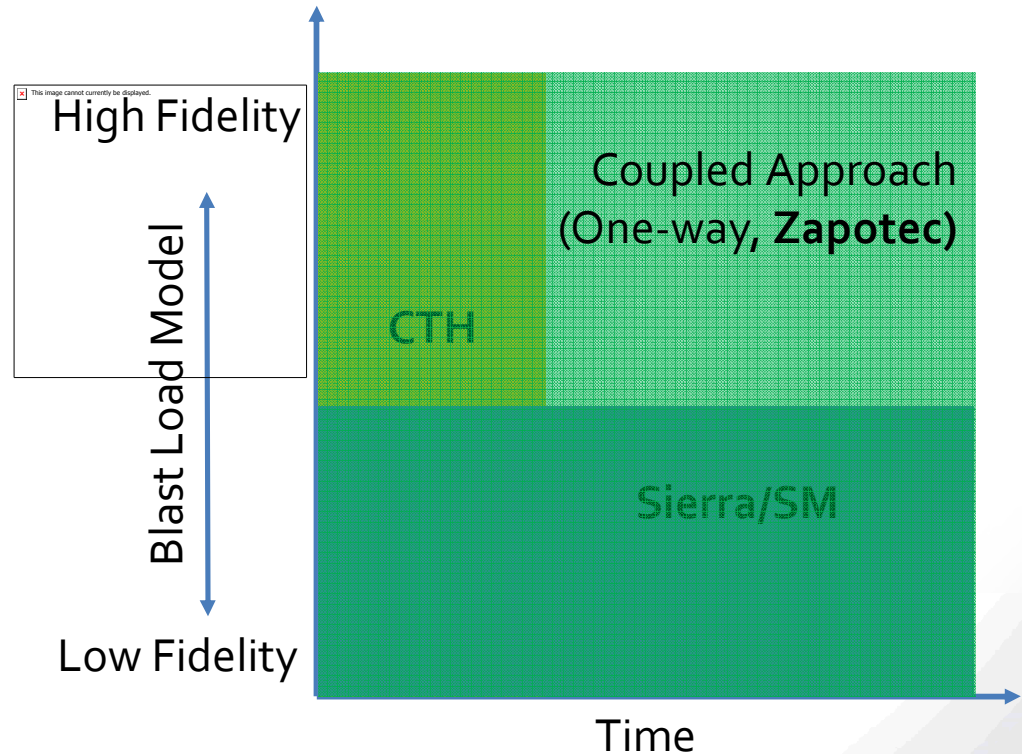 This image cannot currently be displayed.
High Fidelity
Blast Load Model
Low Fidelity
Coupled Approach
(One-way, Zapotec)
CTH
Sierra/SM
Time